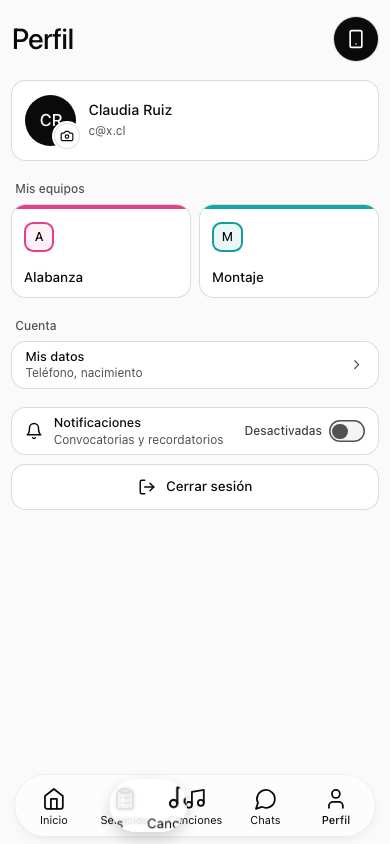 Perfil
CR
Claudia Ruiz
c@x.cl
Mis equipos
A
Alabanza
M
Montaje
Cuenta
Mis datos
Teléfono, nacimiento
Notificaciones
Convocatorias y recordatorios
Desactivadas
Cerrar sesión
Inicio
Chats
Perfil